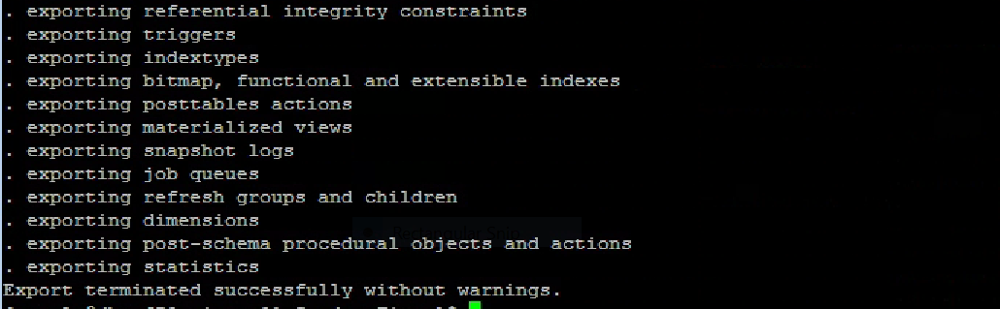 . exporting referential integrity constraints
. exporting triggers
. exporting indextypes
. exporting bitmap, functional and extensible indexes
. exporting posttables actions
. exporting materialized views
. exporting snapshot logs
. exporting job queues
. exporting refresh groups and children
. exporting dimensions
. exporting post-schema procedural objects and actions
. exporting statistics
Export terminated successfully without warnings.